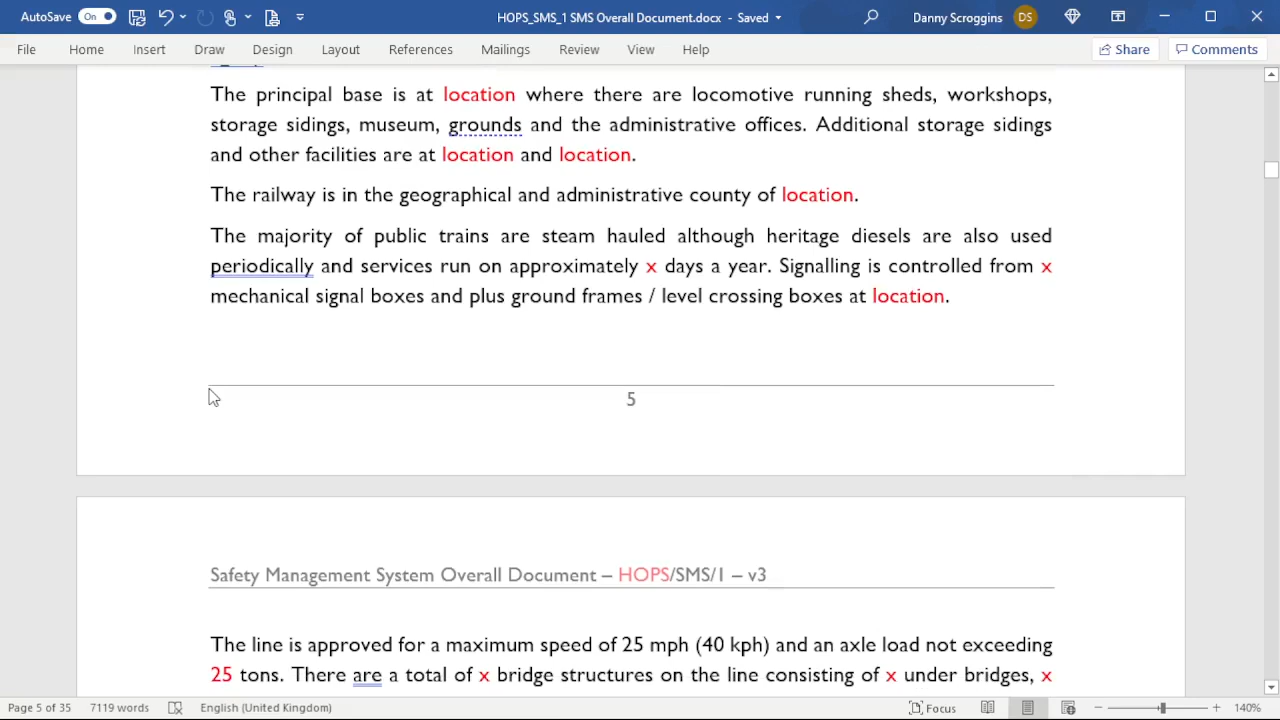 AutoSave On HOPS_SMS_1 SMS Overall Document.docx - Saved Danny Scroggins DS
File Home Insert Draw Design Layout References Mailings Review View Help Share Comments
The principal base is at location where there are locomotive running sheds, workshops,
storage sidings, museum, grounds and the administrative offices. Additional storage sidings
and other facilities are at location and location.
The railway is in the geographical and administrative county of location.
The majority of public trains are steam hauled although heritage diesels are also used
periodically and services run on approximately x days a year. Signalling is controlled from x
mechanical signal boxes and plus ground frames / level crossing boxes at location.
5
Safety Management System Overall Document – HOPS/SMS/1 – v3
The line is approved for a maximum speed of 25 mph (40 kph) and an axle load not exceeding
25 tons. There are a total of x bridge structures on the line consisting of x under bridges, x
Page 5 of 35 7119 words English (United Kingdom) Focus 140%